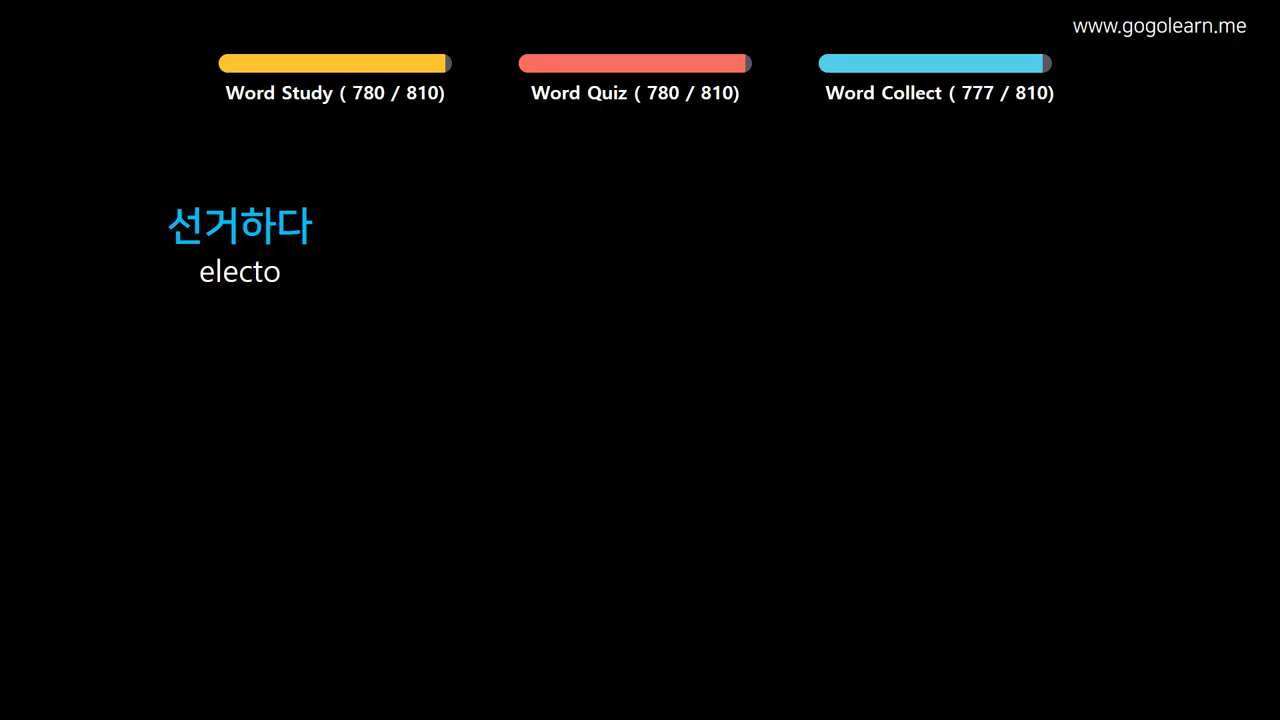 www.gogolearn.me
Word Study ( 780 / 810)
Word Quiz ( 780 / 810)
Word Collect ( 777 / 810)
선거하다
electo